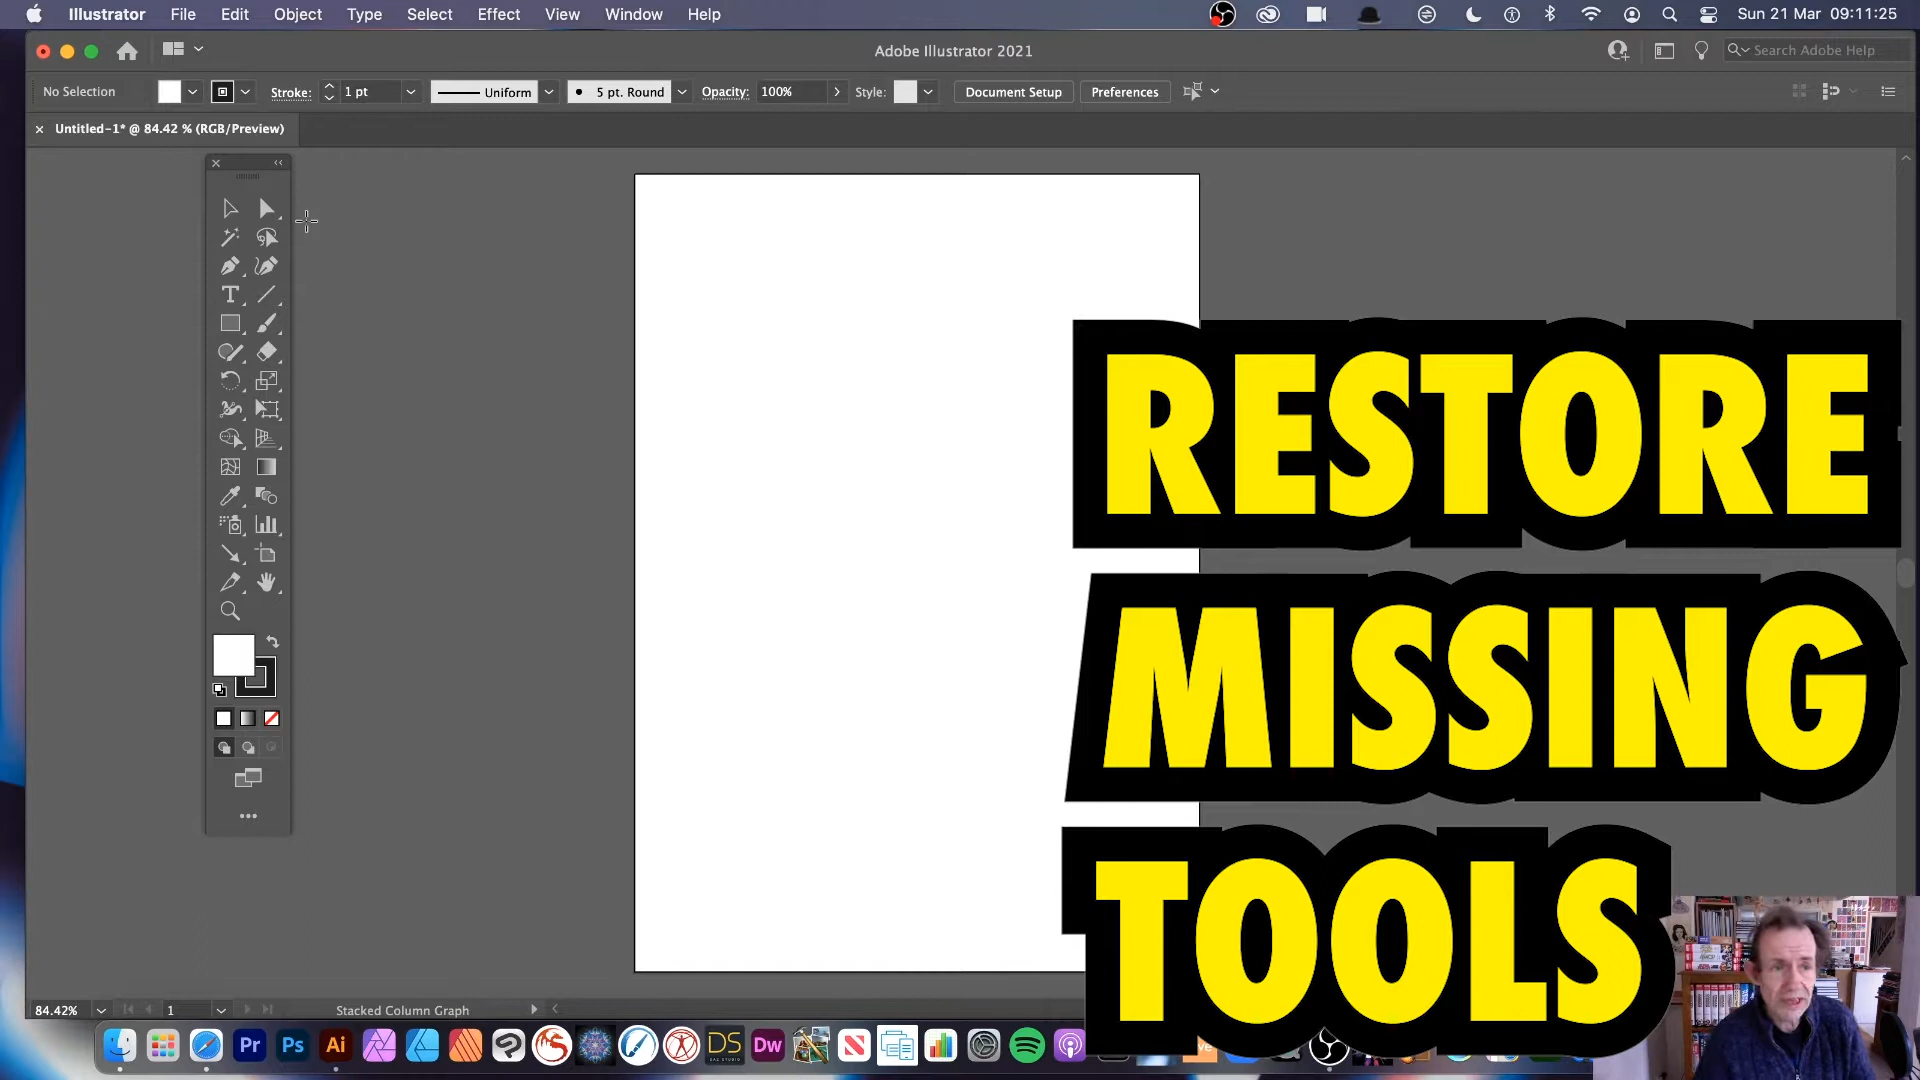 Illustrator File Edit Object Type Select Effect View Window Help Sun 21 Mar 09:11:25
Adobe Illustrator 2021 Search Adobe Help
No Selection Stroke: 1 pt Uniform 5 pt. Round Opacity: 100% Style: Document Setup Preferences
Untitled-1* @ 84.42 % (RGB/Preview)
RESTORE
MISSING
TOOLS
84.42% 1 Stacked Column Graph
Pr Ps Ai DS Dw